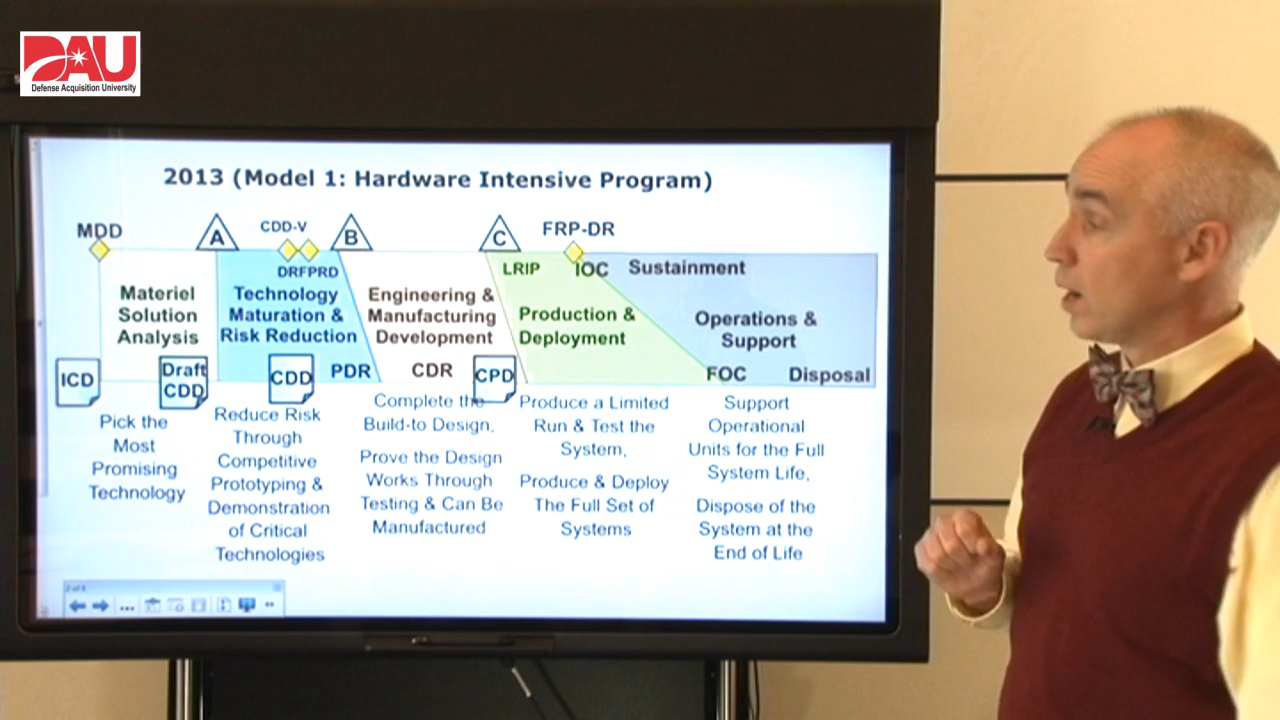 DAU
Defense Acquisition University
2013 (Model 1: Hardware Intensive Program)
MDD
A
CDD-V
B
C
FRP-DR
DRFPRD
LRIP
IOC
Sustainment
Materiel
Solution
Analysis
Technology
Maturation &
Risk Reduction
Engineering &
Manufacturing
Development
Production &
Deployment
Operations &
Support
ICD
Draft
CDD
CDD
PDR
CDR
CPD
FOC
Disposal
Pick the
Most
Promising
Technology
Reduce Risk
Through
Competitive
Prototyping &
Demonstration
of Critical
Technologies
Complete the
Build-to Design,
Prove the Design
Works Through
Testing & Can Be
Manufactured
Produce a Limited
Run & Test the
System,
Produce & Deploy
The Full Set of
Systems
Support
Operational
Units for the Full
System Life,
Dispose of the
System at the
End of Life